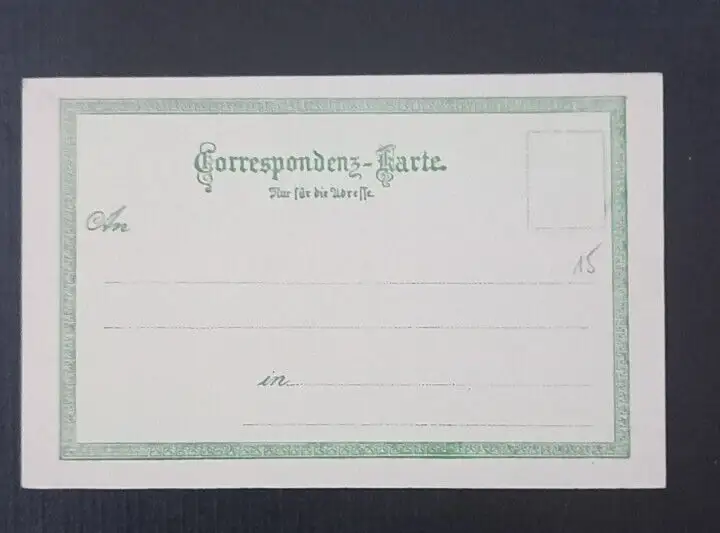 Correspondenz-Karte.
Nur für die Adresse.
An
15
in